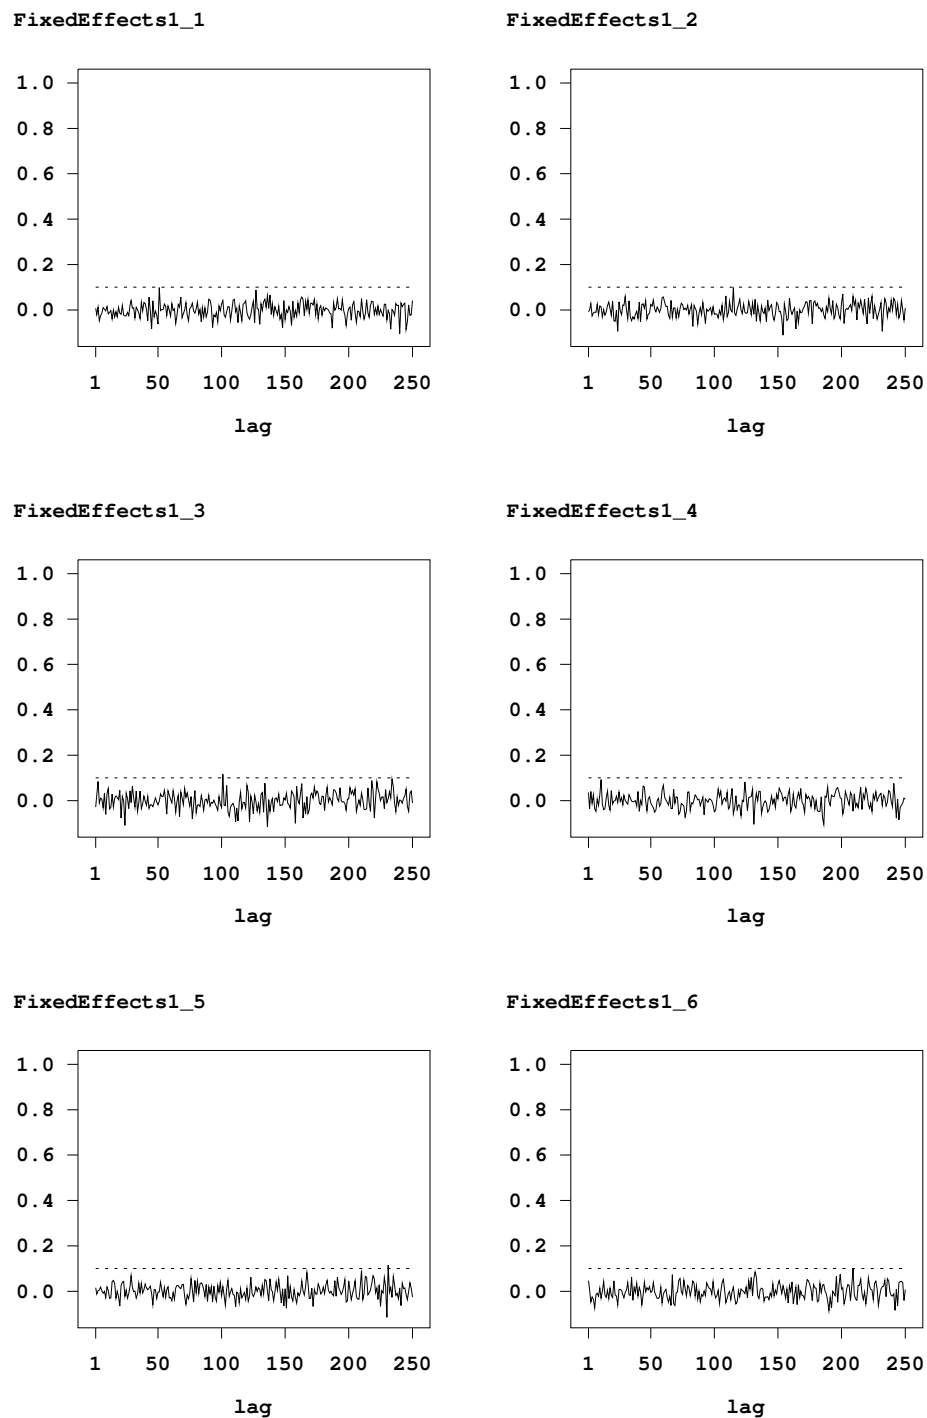 FixedEffects1_1
1.0
0.8
0.6
0.4
0.2
0.0
1 50 100 150 200 250
lag
FixedEffects1_2
1.0
0.8
0.6
0.4
0.2
0.0
1 50 100 150 200 250
lag
FixedEffects1_3
1.0
0.8
0.6
0.4
0.2
0.0
1 50 100 150 200 250
lag
FixedEffects1_4
1.0
0.8
0.6
0.4
0.2
0.0
1 50 100 150 200 250
lag
FixedEffects1_5
1.0
0.8
0.6
0.4
0.2
0.0
1 50 100 150 200 250
lag
FixedEffects1_6
1.0
0.8
0.6
0.4
0.2
0.0
1 50 100 150 200 250
lag